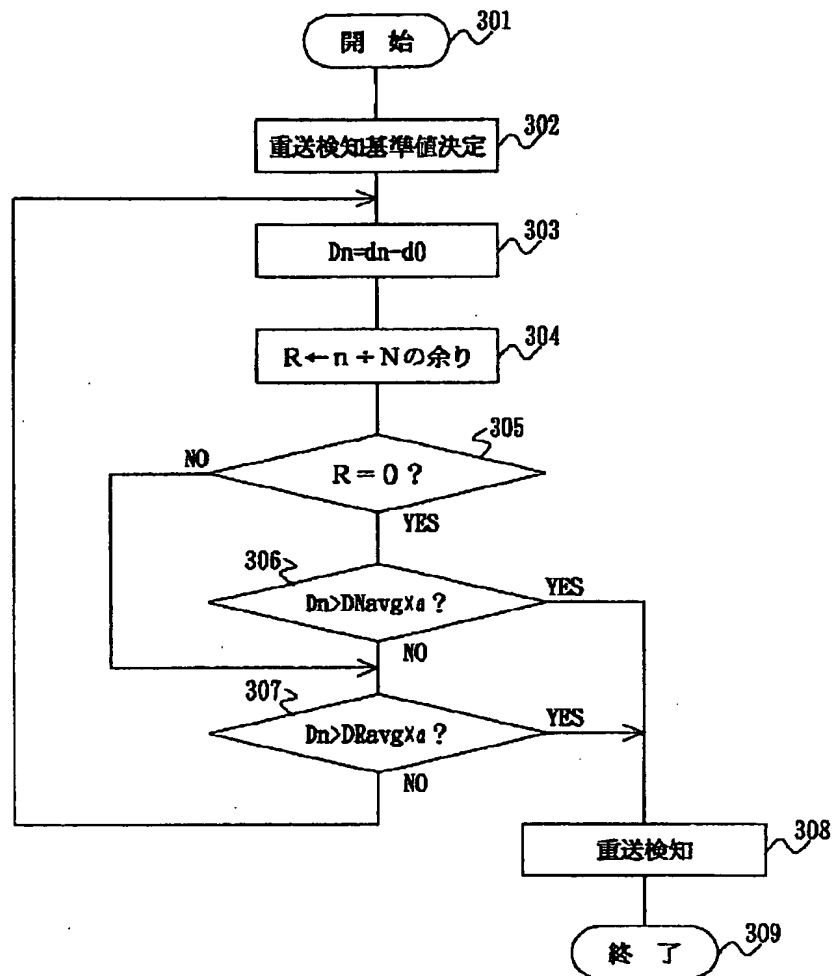 開 始
301
重送検知基準値決定
302
Dn=dn-d0
303
R←n÷Nの余り
304
305
R=0?
NO
YES
306
Dn>DNavg×α?
YES
NO
307
Dn>DRavg×α?
YES
NO
重送検知
308
終 了
309